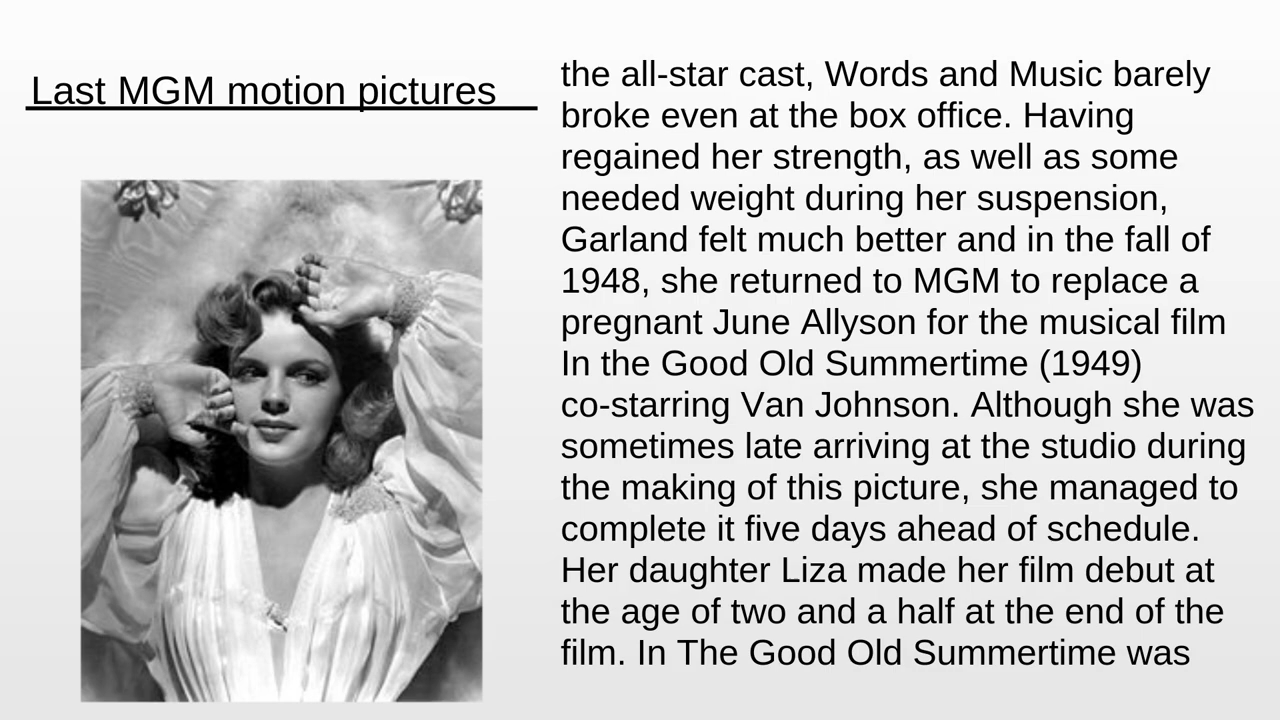 Last MGM motion pictures
the all-star cast, Words and Music barely
broke even at the box office. Having
regained her strength, as well as some
needed weight during her suspension,
Garland felt much better and in the fall of
1948, she returned to MGM to replace a
pregnant June Allyson for the musical film
In the Good Old Summertime (1949)
co-starring Van Johnson. Although she was
sometimes late arriving at the studio during
the making of this picture, she managed to
complete it five days ahead of schedule.
Her daughter Liza made her film debut at
the age of two and a half at the end of the
film. In The Good Old Summertime was